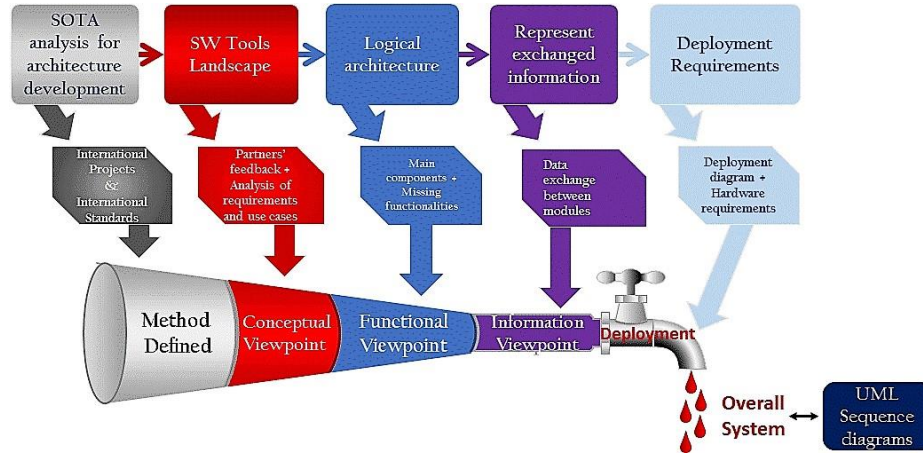 SOTA
analysis for
architecture
development
SW Tools
Landscape
Logical
architecture
Represent
exchanged
information
Deployment
Requirements
International
Projects
&
International
Standards
Partners'
feedback +
Analysis of
requirements
and use cases
Main
components +
Missing
functionalities
Data
exchange
between
modules
Deployment
diagram +
Hardware
requirements
Method
Defined
Conceptual
Viewpoint
Functional
Viewpoint
Information
Viewpoint
Deployment
Overall
System
UML
Sequence
diagrams